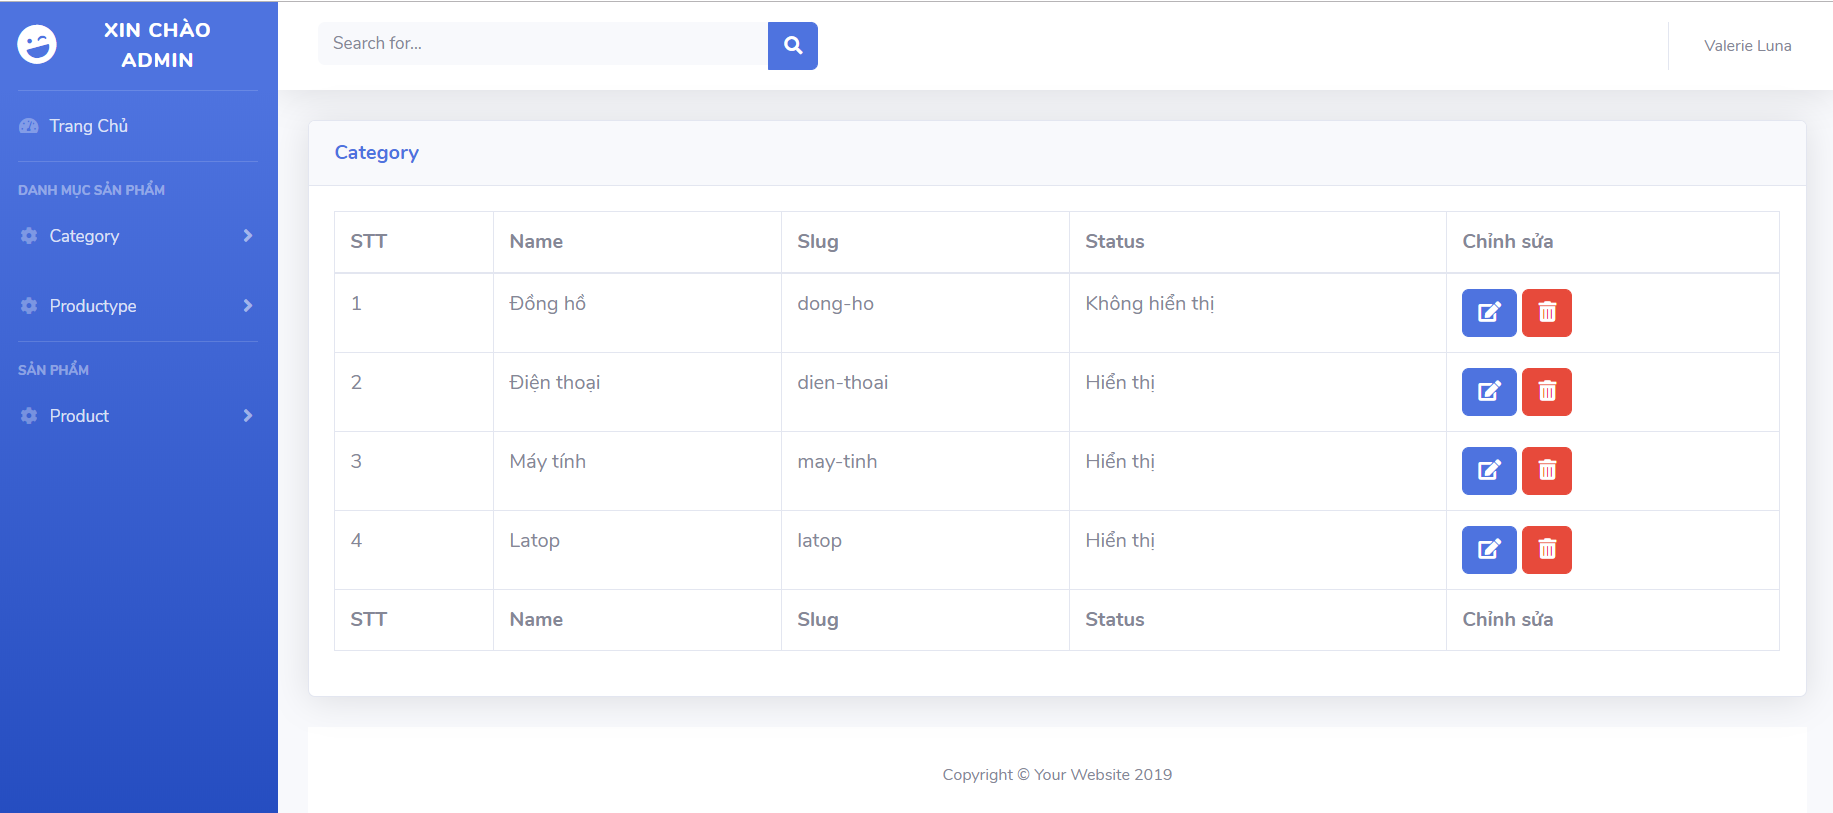 XIN CHÀO
ADMIN
Search for...
Valerie Luna
Trang Chủ
DANH MỤC SẢN PHẨM
Category
Productype
SẢN PHẨM
Product
Category
STT Name Slug Status Chỉnh sửa
1 Đồng hồ dong-ho Không hiển thị
2 Điện thoại dien-thoai Hiển thị
3 Máy tính may-tinh Hiển thị
4 Latop latop Hiển thị
STT Name Slug Status Chỉnh sửa
Copyright © Your Website 2019